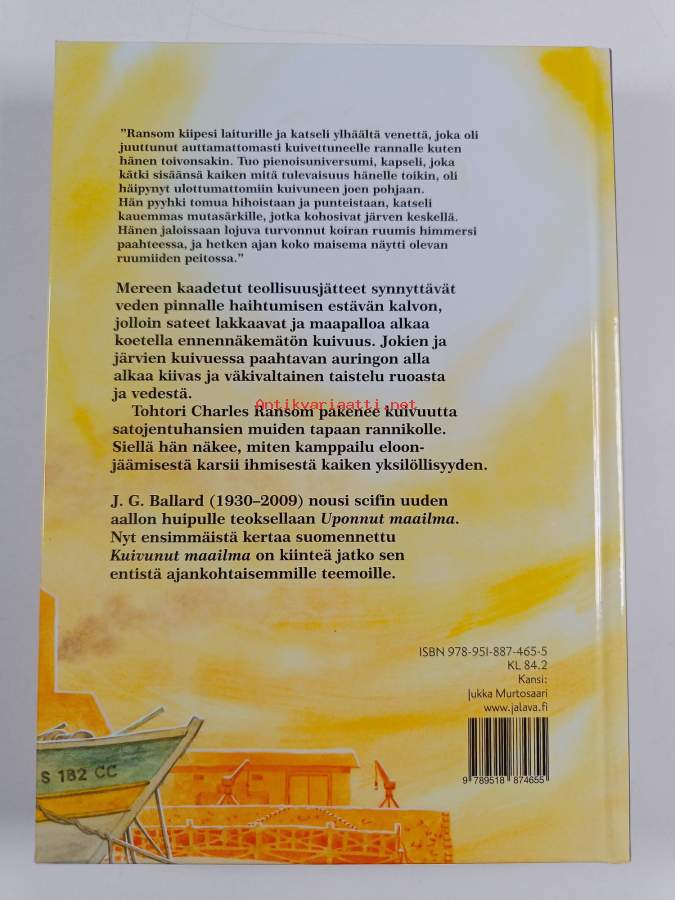 ”Ransom kiipesi laiturille ja katseli ylhäältä venettä, joka oli
juuttunut auttamattomasti kuivettuneelle rannalle kuten
hänen toivonsakin. Tuo pienoisuniversumi, kapseli, joka
kätki sisäänsä kaiken mitä tulevaisuus hänelle toikin, oli
häipynyt ulottumattomiin kuivuneen joen pohjaan.
Hän pyyhki tomua hihoistaan ja punteistaan, katseli
kauemmas mutasärkille, jotka kohosivat järven keskellä.
Hänen jaloissaan lojuva turvonnut koiran ruumis himmersi
paahteessa, ja hetken ajan koko maisema näytti olevan
ruumiiden peitossa.”
Mereen kaadetut teollisuusjätteet synnyttävät
veden pinnalle haihtumisen estävän kalvon,
jolloin sateet lakkaavat ja maapalloa alkaa
koetella ennennäkemätön kuivuus. Jokien ja
järvien kuivuessa paahtavan auringon alla
alkaa kiivas ja väkivaltainen taistelu ruoasta
ja vedestä.
Antikvariaatti.net
Tohtori Charles Ransom pakenee kuivuutta
satojentuhansien muiden tapaan rannikolle.
Siellä hän näkee, miten kamppailu eloon-
jäämisestä karsii ihmisestä kaiken yksilöllisyyden.
J. G. Ballard (1930–2009) nousi scifin uuden
aallon huipulle teoksellaan Uponnut maailma.
Nyt ensimmäistä kertaa suomennettu
Kuivunut maailma on kiinteä jatko sen
entistä ajankohtaisemmille teemoille.
ISBN 978-951-887-465-5
KL 84.2
Kansi:
Jukka Murtosaari
www.jalava.fi
9 789518 874655
S 182 CC